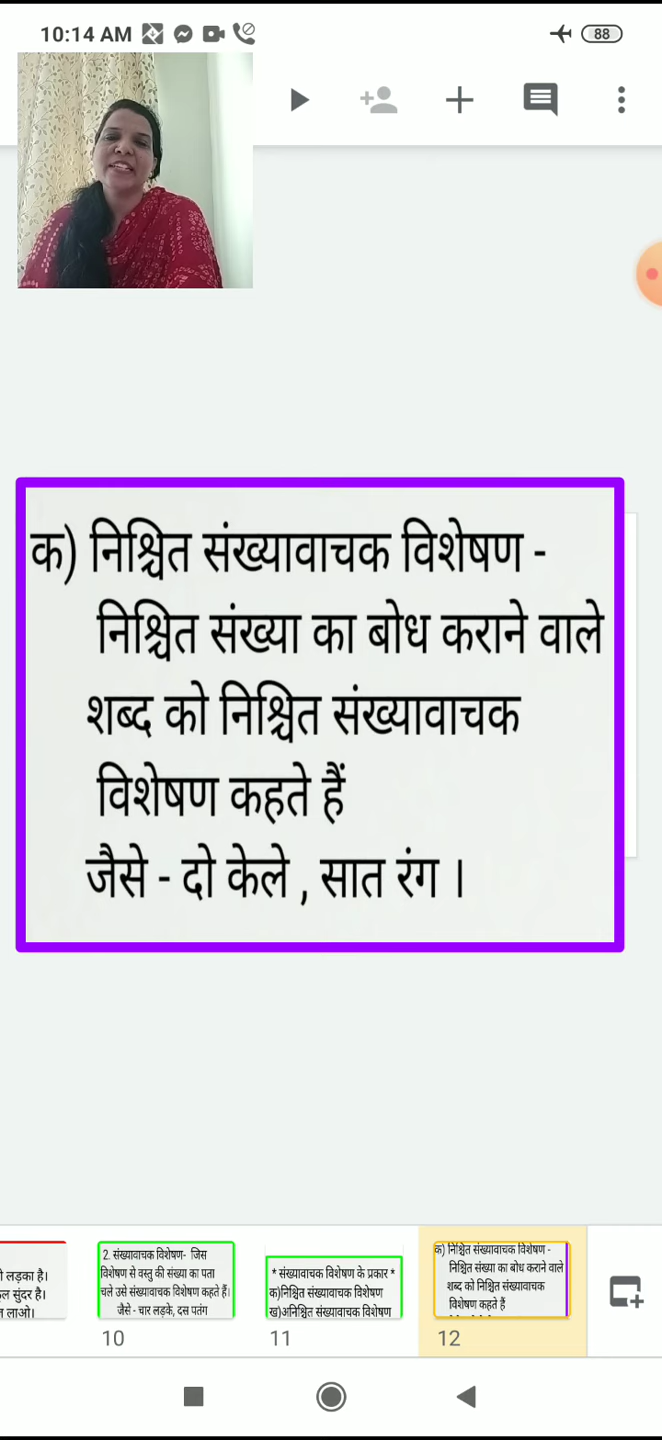 10:14 AM
88
क) निश्चित संख्यावाचक विशेषण -
निश्चित संख्या का बोध कराने वाले
शब्द को निश्चित संख्यावाचक
विशेषण कहते हैं
जैसे - दो केले , सात रंग ।
लड़का है।
सुंदर है।
लाओ।
2. संख्यावाचक विशेषण- जिस
विशेषण से वस्तु की संख्या का पता
चले उसे संख्यावाचक विशेषण कहते हैं।
जैसे - चार लड़के, दस पतंग
10
* संख्यावाचक विशेषण के प्रकार *
क)निश्चित संख्यावाचक विशेषण
ख)अनिश्चित संख्यावाचक विशेषण
11
क) निश्चित संख्यावाचक विशेषण -
निश्चित संख्या का बोध कराने वाले
शब्द को निश्चित संख्यावाचक
विशेषण कहते हैं
12